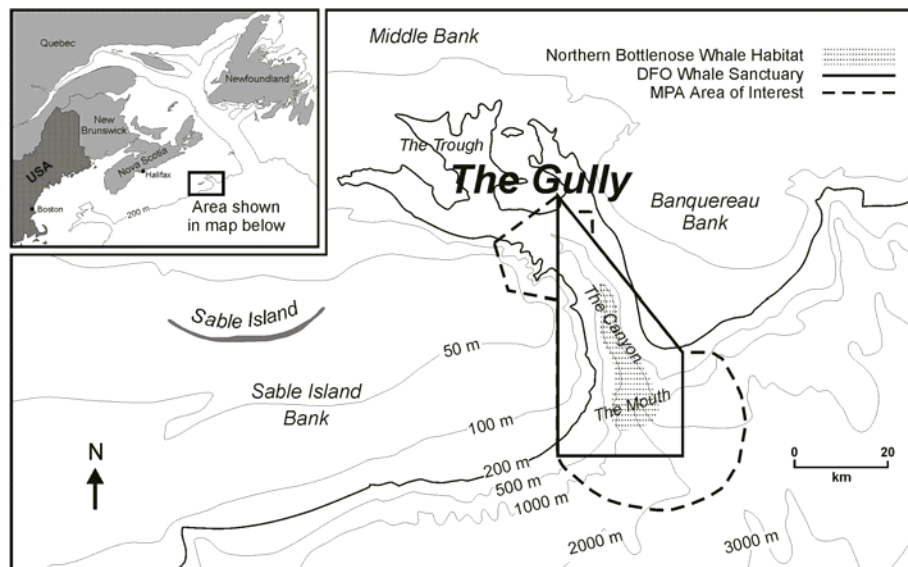 Quebec
Newfoundland
New
Brunswick
USA
Nova Scotia
Halifax
Boston
200 m
Area shown
in map below
Middle Bank
Northern Bottlenose Whale Habitat
DFO Whale Sanctuary
MPA Area of Interest
The Trough
The Gully
Banquereau
Bank
The Canyon
The Mouth
Sable Island
Sable Island
Bank
50 m
100 m
200 m
500 m
1000 m
2000 m
3000 m
N
0 20
km